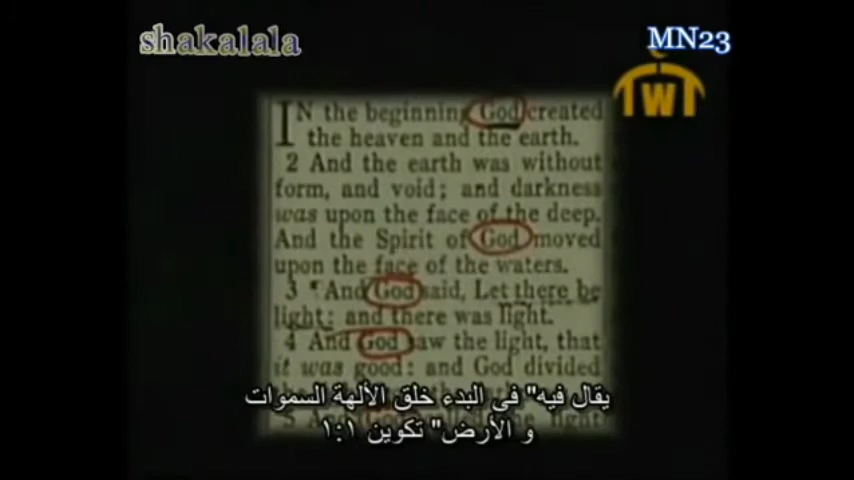 shakalala
MN23
TWT
IN the beginning God created
the heaven and the earth.
2 And the earth was without
form, and void; and darkness
was upon the face of the deep.
And the Spirit of God moved
upon the face of the waters.
3 ¶ And God said, Let there be
light: and there was light.
4 And God saw the light, that
it was good: and God divided
يقال فيه" فى البدء خلق الألهة السموات
و الأرض" تكوين ١:١
light